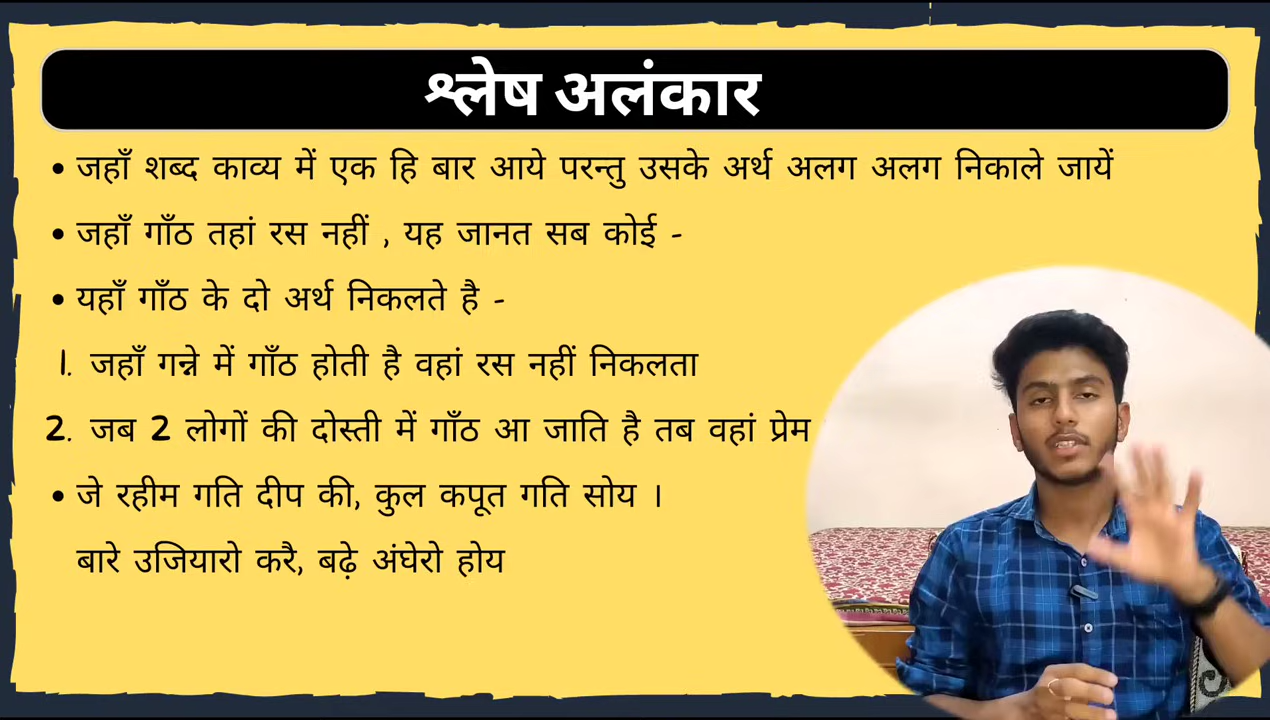 श्लेष अलंकार
• जहाँ शब्द काव्य में एक हि बार आये परन्तु उसके अर्थ अलग अलग निकाले जायें
• जहाँ गाँठ तहां रस नहीं , यह जानत सब कोई -
• यहाँ गाँठ के दो अर्थ निकलते है -
1. जहाँ गन्ने में गाँठ होती है वहां रस नहीं निकलता
2. जब 2 लोगों की दोस्ती में गाँठ आ जाति है तब वहां प्रेम
• जे रहीम गति दीप की, कुल कपूत गति सोय ।
बारे उजियारो करै, बढ़े अंघेरो होय